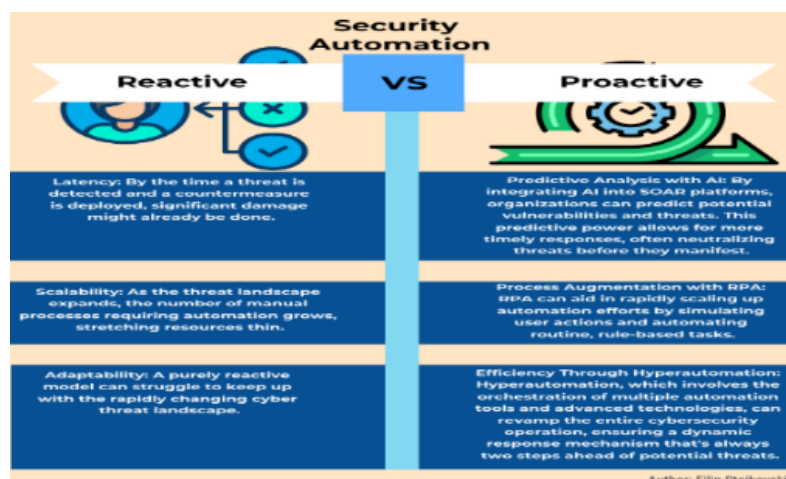 Security
Automation
Reactive
VS
Proactive
Latency: By the time a threat is
detected and a countermeasure
is deployed, significant damage
might already be done.
Predictive Analysis with AI: By
integrating AI into SOAR platforms,
organizations can predict potential
vulnerabilities and threats. This
predictive power allows for more
timely responses, often neutralizing
threats before they manifest.
Scalability: As the threat landscape
expands, the number of manual
processes requiring automation grows,
stretching resources thin.
Process Augmentation with RPA:
RPA can aid in rapidly scaling up
automation efforts by simulating
user actions and automating
routine, rule-based tasks.
Adaptability: A purely reactive
model can struggle to keep up
with the rapidly changing cyber
threat landscape.
Efficiency Through Hyperautomation:
Hyperautomation, which involves the
orchestration of multiple automation
tools and advanced technologies, can
revamp the entire cybersecurity
operation, ensuring a dynamic
response mechanism that's always
two steps ahead of potential threats.
Author: Filip Stojkovski